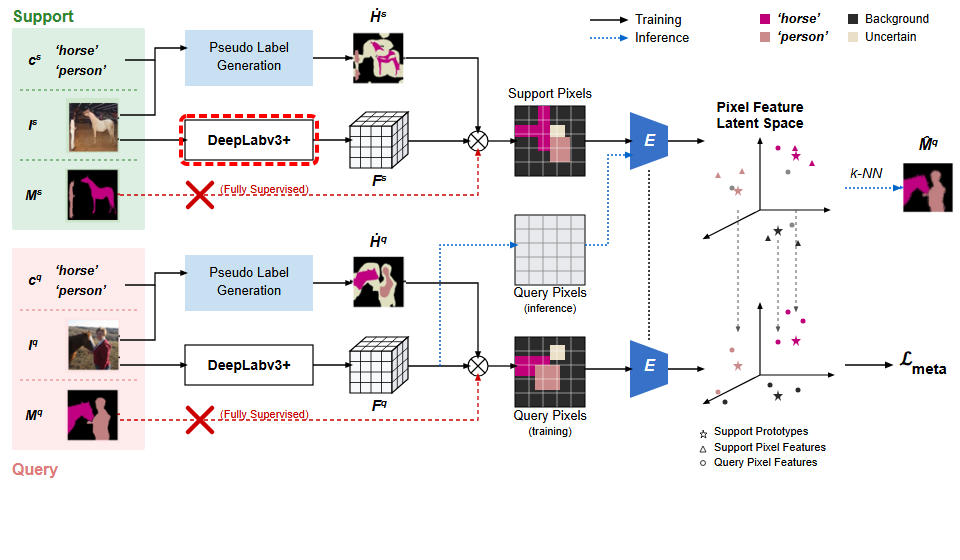 Support
cˢ
‘horse’
‘person’
Iˢ
Mˢ
Pseudo Label
Generation
DeepLabv3+
(Fully Supervised)
Ḣˢ
Fˢ
Training
Inference
‘horse’
‘person’
Background
Uncertain
Support Pixels
E
Pixel Feature
Latent Space
k-NN
M̂q
Query Pixels
(inference)
cq
‘horse’
‘person’
Iq
Mq
Query
Pseudo Label
Generation
DeepLabv3+
(Fully Supervised)
Ḣq
Fq
Query Pixels
(training)
E
ℒmeta
Support Prototypes
Support Pixel Features
Query Pixel Features